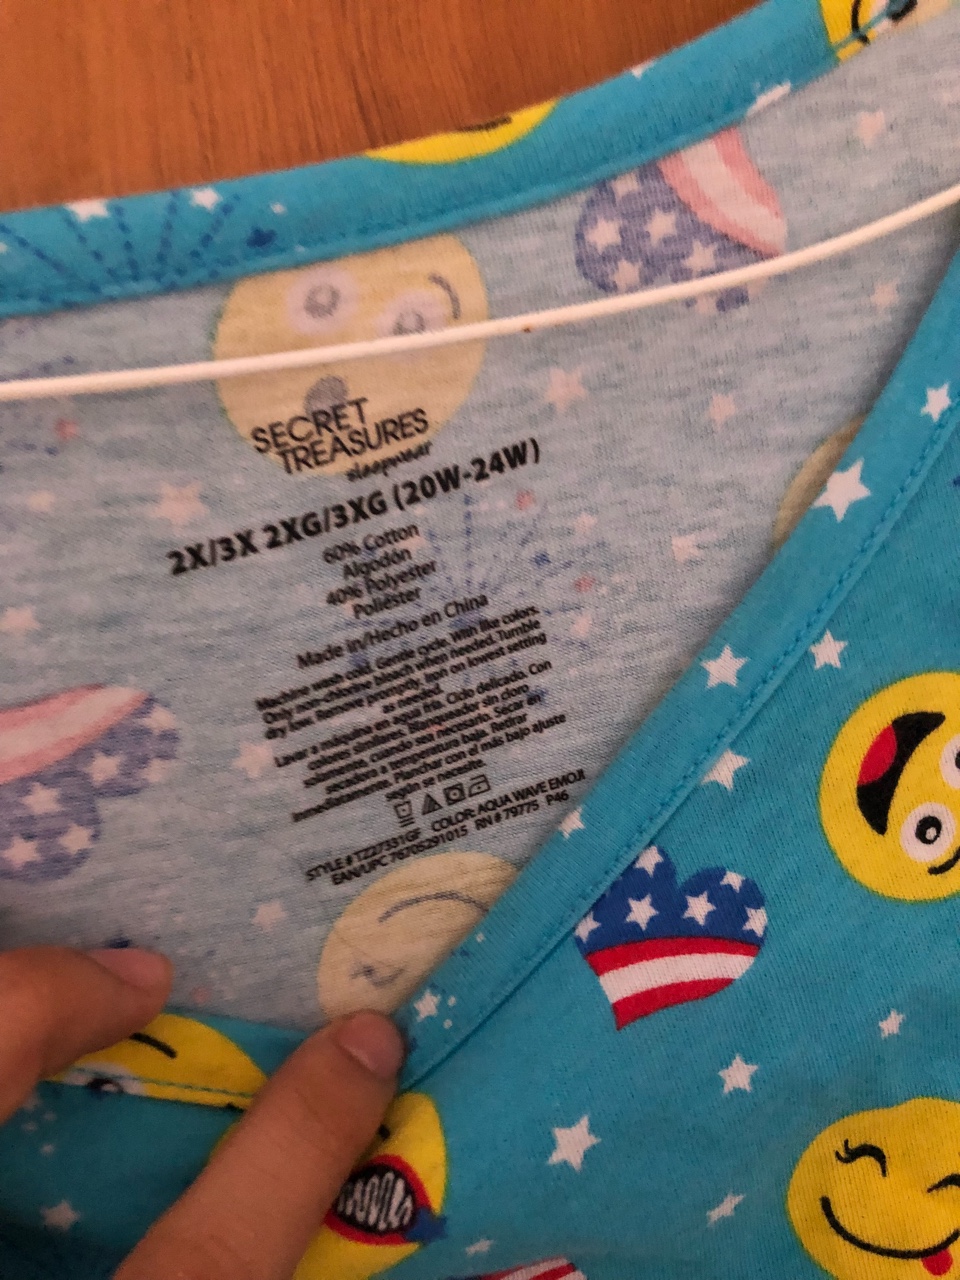 SECRET
TREASURES
sleepwear
2X/3X 2XG/3XG (20W-24W)
60% Cotton
Algodón
40% Polyester
Poliéster
Made in/Hecho en China
Machine wash cold. Gentle cycle. With like colors.
Only non-chlorine bleach when needed. Tumble
dry low. Remove promptly. Iron on lowest setting
as needed.
Lavar a máquina en agua fría. Ciclo delicado. Con
colores similares. Blanqueador sin cloro
solamente, cuando sea necesario. Secar en
secadora a temperatura baja. Retirar
inmediatamente. Planchar con el más bajo ajuste
según se necesite.
STYLE # TZ27331GF COLOR: AQUA WAVE EMOJI
EAN/UPC 76705291015 RN # 79775 P46